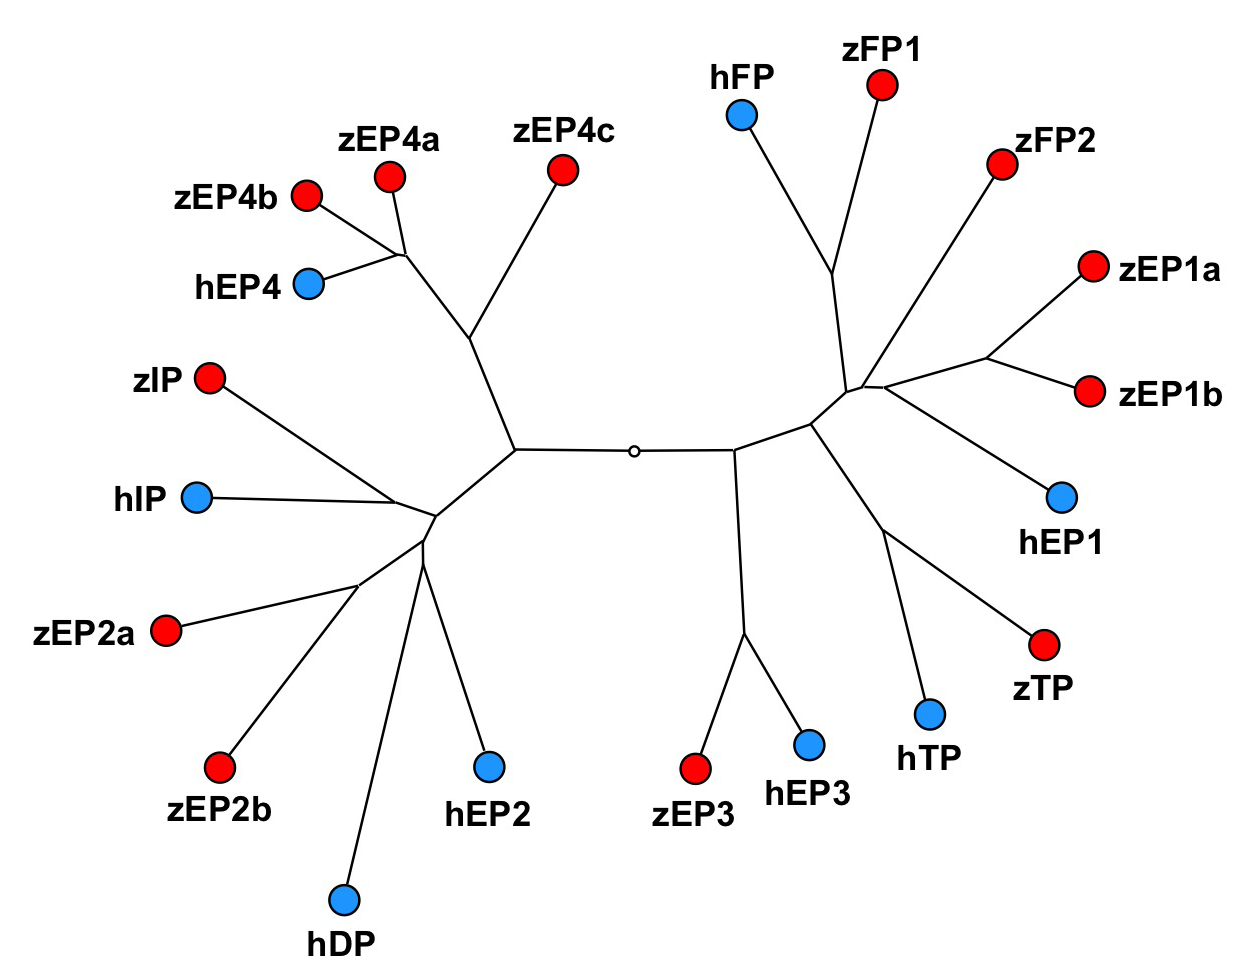 zFP1
hFP
zEP4c
zEP4a
zFP2
zEP4b
zEP1a
hEP4
zIP
zEP1b
hIP
hEP1
zEP2a
zTP
hTP
hEP3
zEP2b
hEP2
zEP3
hDP